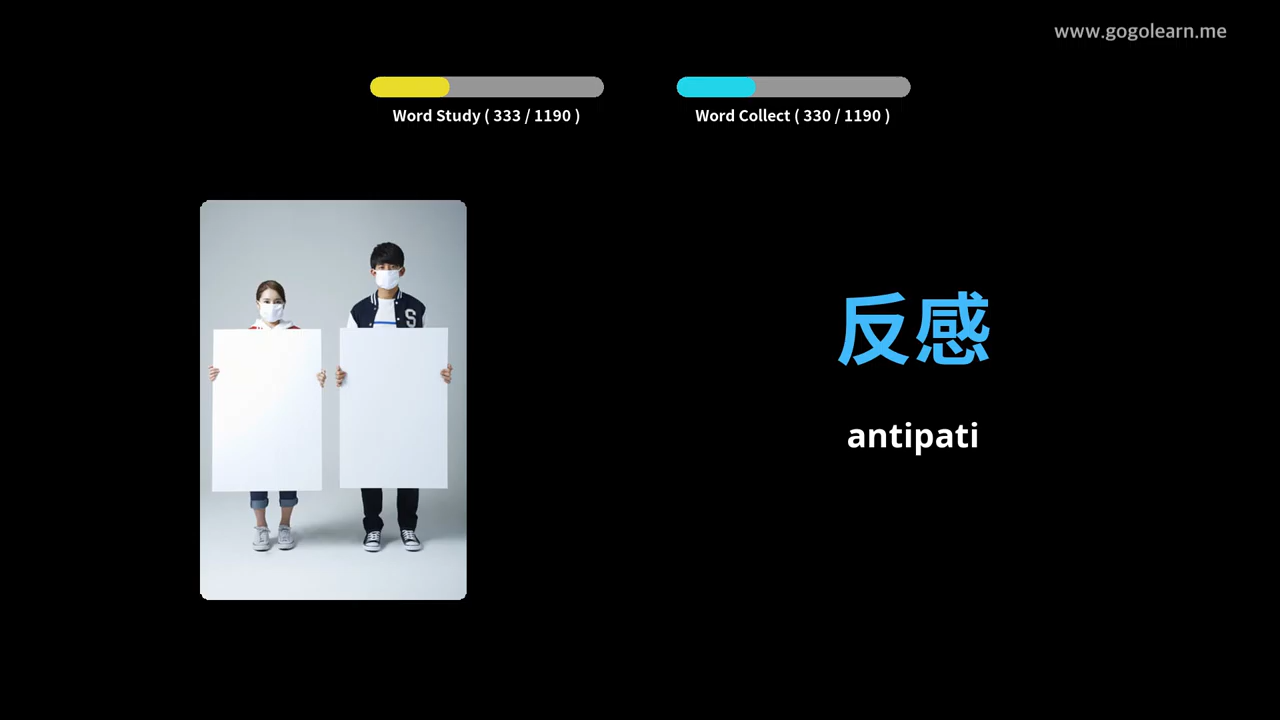 www.gogolearn.me
Word Study ( 333 / 1190 )
Word Collect ( 330 / 1190 )
S
反感
antipati